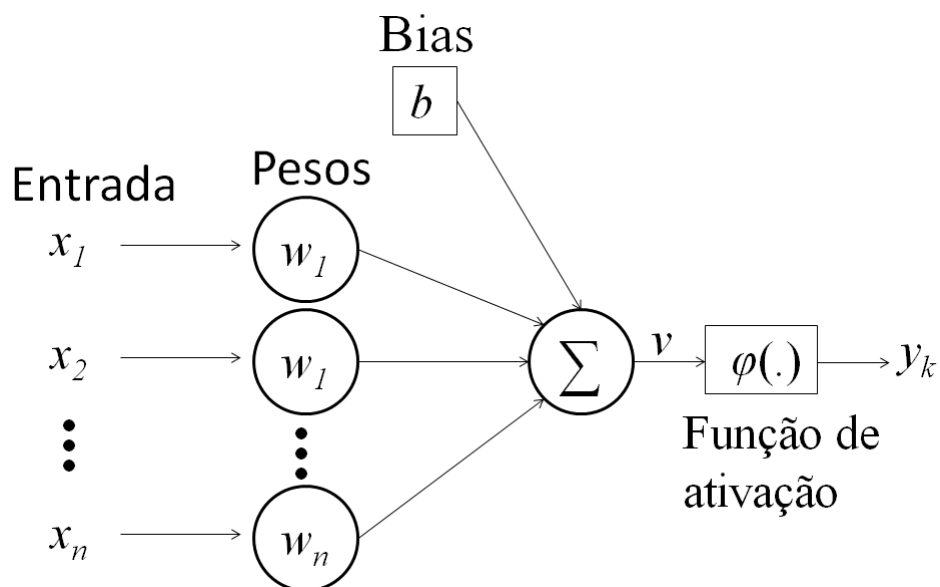 Bias
b
Entrada
Pesos
x1
w1
x2
w1
∑
v
φ(.)
yk
Função de
ativação
xn
wn